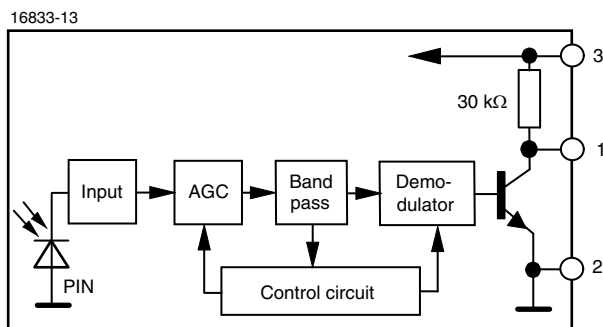 16833-13
3
30 kΩ
1
Input
AGC
Band
pass
Demo-
dulator
2
PIN
Control circuit